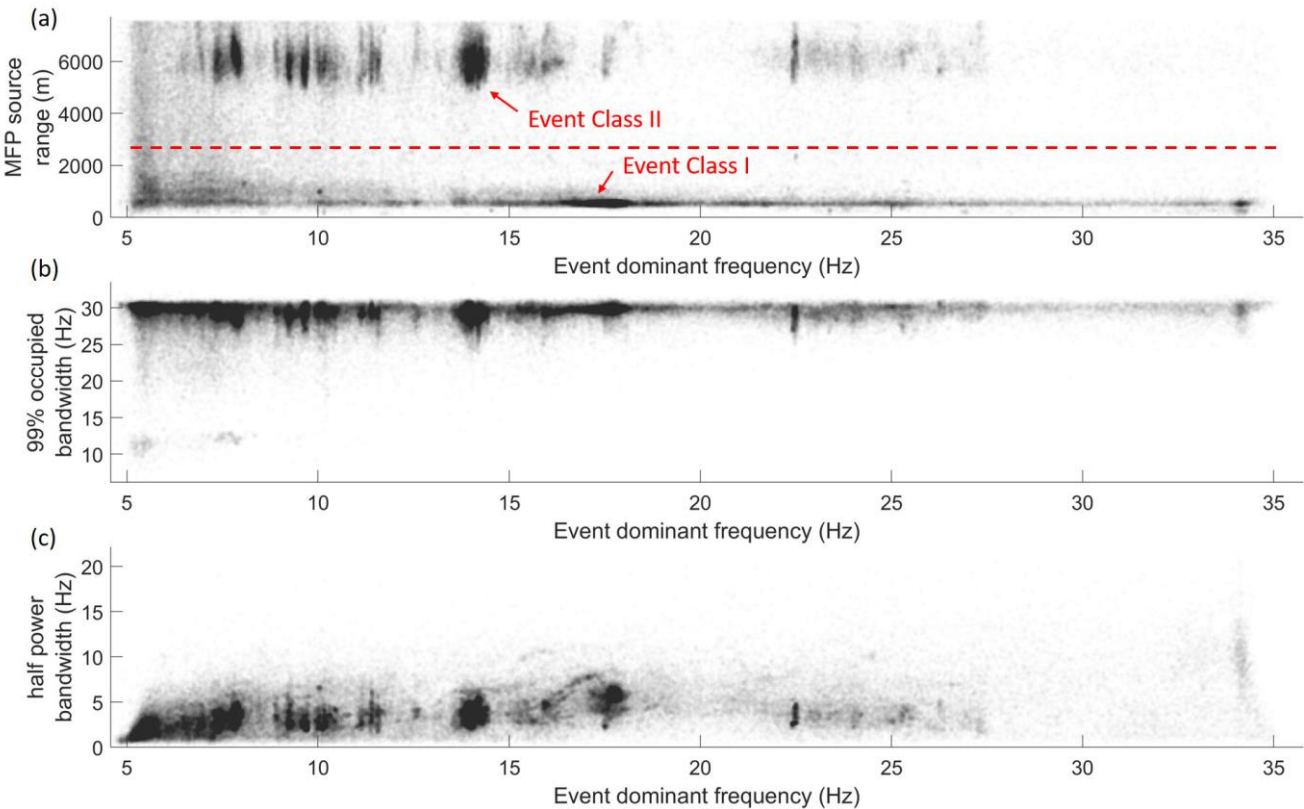 (a)
MFP source
range (m)
6000
4000
2000
0
Event Class II
Event Class I
5 10 15 20 25 30 35
Event dominant frequency (Hz)
(b)
99% occupied
bandwidth (Hz)
30
25
20
15
10
5 10 15 20 25 30 35
Event dominant frequency (Hz)
(c)
half power
bandwidth (Hz)
20
15
10
5
0
5 10 15 20 25 30 35
Event dominant frequency (Hz)